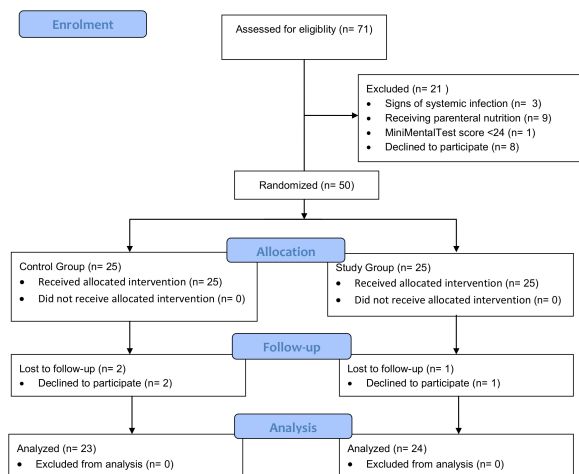 Enrolment
Assessed for eligiblity (n= 71)
Excluded (n= 21 )
• Signs of systemic infection (n=  3)
• Receiving parenteral nutrition (n= 9)
• MiniMentalTest score <24 (n= 1)
• Declined to participate (n= 8)
Randomized (n= 50)
Allocation
Control Group (n= 25)
• Received allocated intervention (n= 25)
• Did not receive allocated intervention (n= 0)
Study Group (n= 25)
• Received allocated intervention (n= 25)
• Did not receive allocated intervention (n= 0)
Follow-up
Lost to follow-up (n= 2)
• Declined to participate (n= 2)
Lost to follow-up (n= 1)
• Declined to participate (n= 1)
Analysis
Analyzed (n= 23)
• Excluded from analysis (n= 0)
Analyzed (n= 24)
• Excluded from analysis (n= 0)